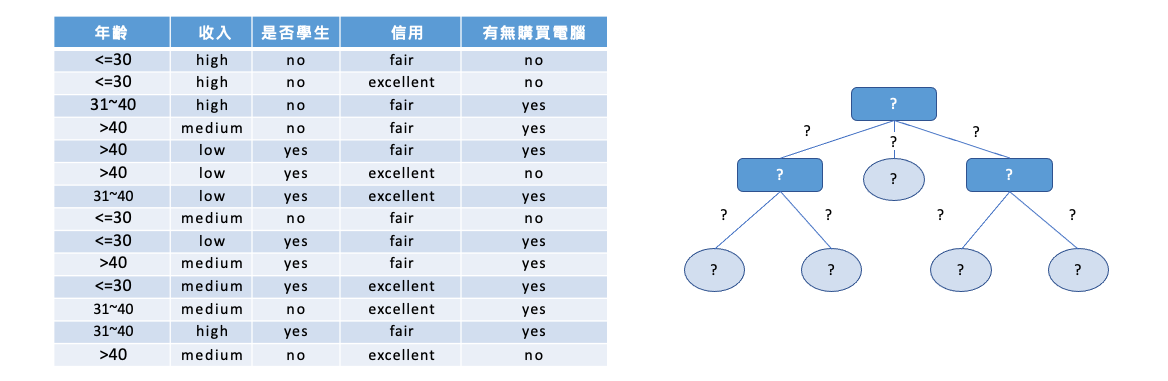 年齡 收入 是否學生 信用 有無購買電腦
<=30 high no fair no
<=30 high no excellent no
31~40 high no fair yes
>40 medium no fair yes
>40 low yes fair yes
>40 low yes excellent no
31~40 low yes excellent yes
<=30 medium no fair no
<=30 low yes fair yes
>40 medium yes fair yes
<=30 medium yes excellent yes
31~40 medium no excellent yes
31~40 high yes fair yes
>40 medium no excellent no
?
? ? ?
? ? ?
? ? ? ?
? ? ? ?